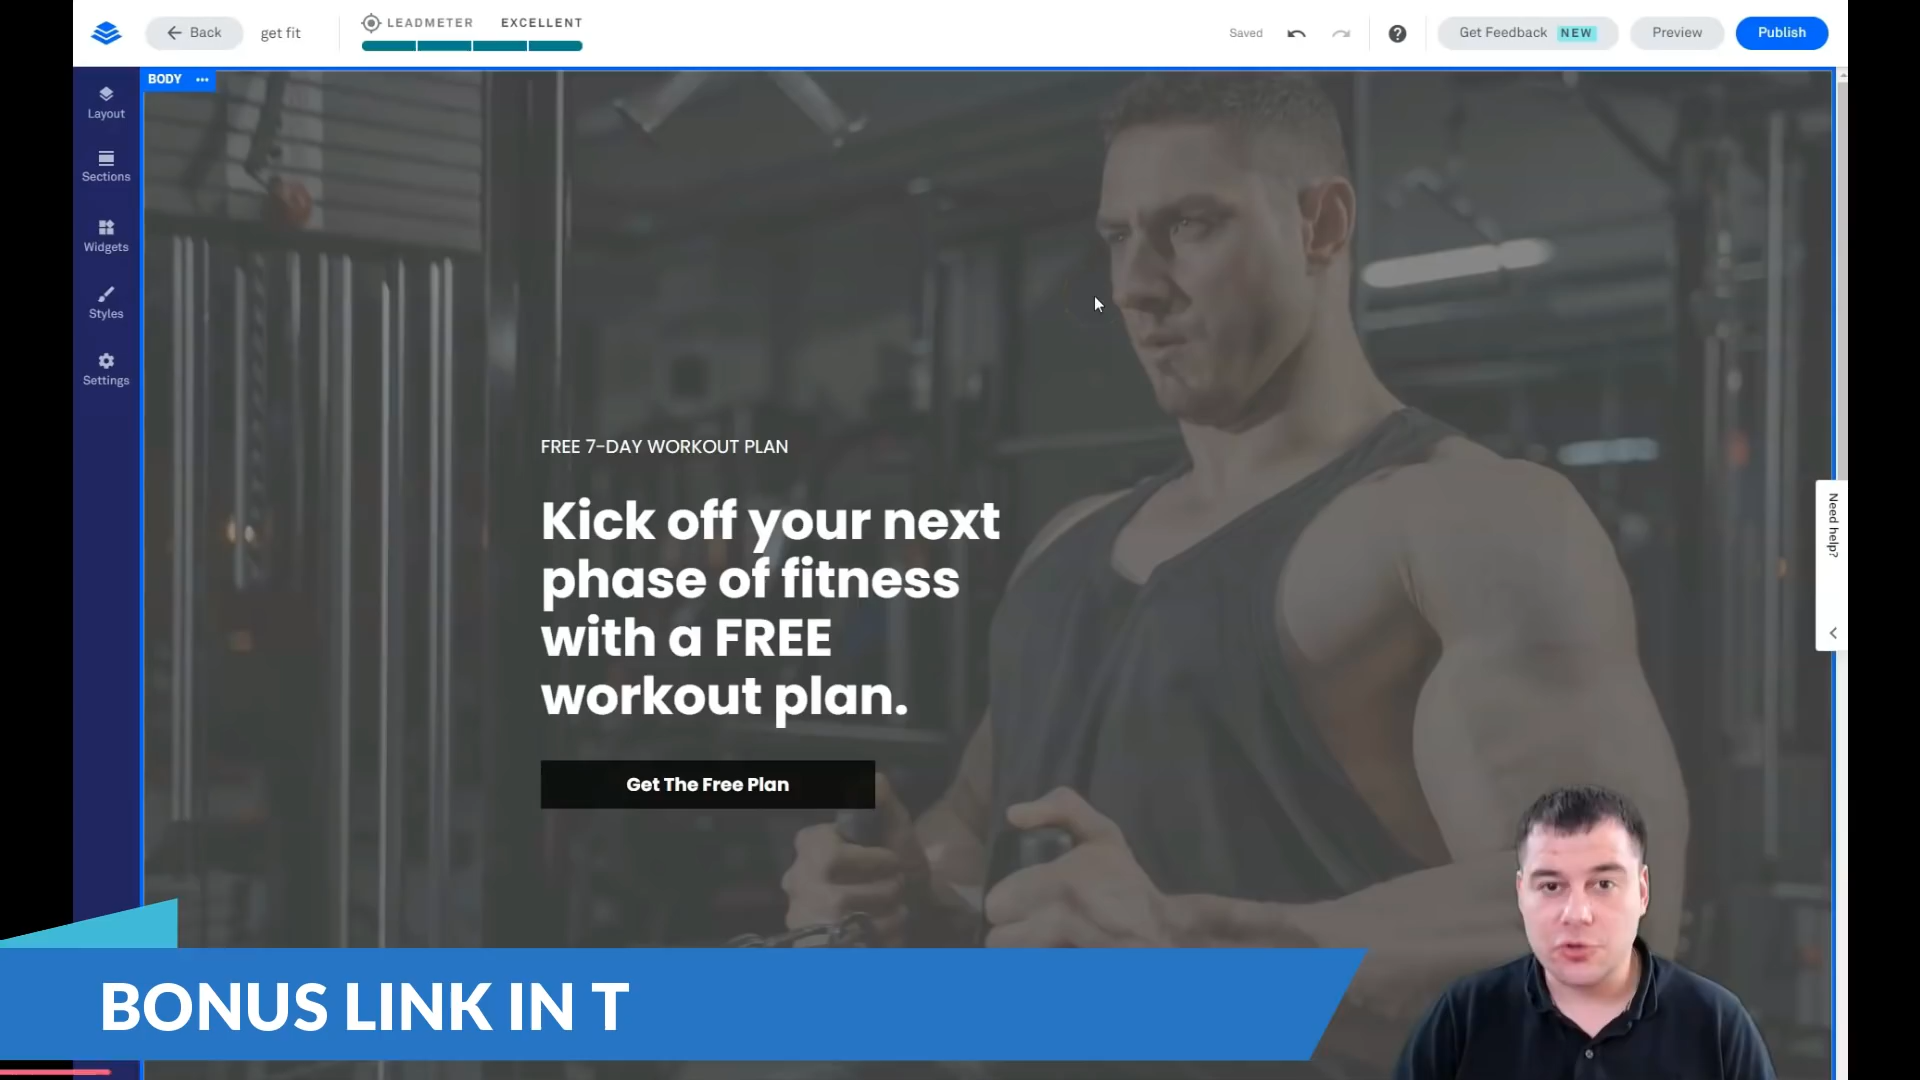 Back
get fit
LEADMETER EXCELLENT
Saved
Get Feedback NEW
Preview
Publish
BODY
Layout
Sections
Widgets
Styles
Settings
FREE 7-DAY WORKOUT PLAN
Kick off your next
phase of fitness
with a FREE
workout plan.
Get The Free Plan
Need help?
BONUS LINK IN T